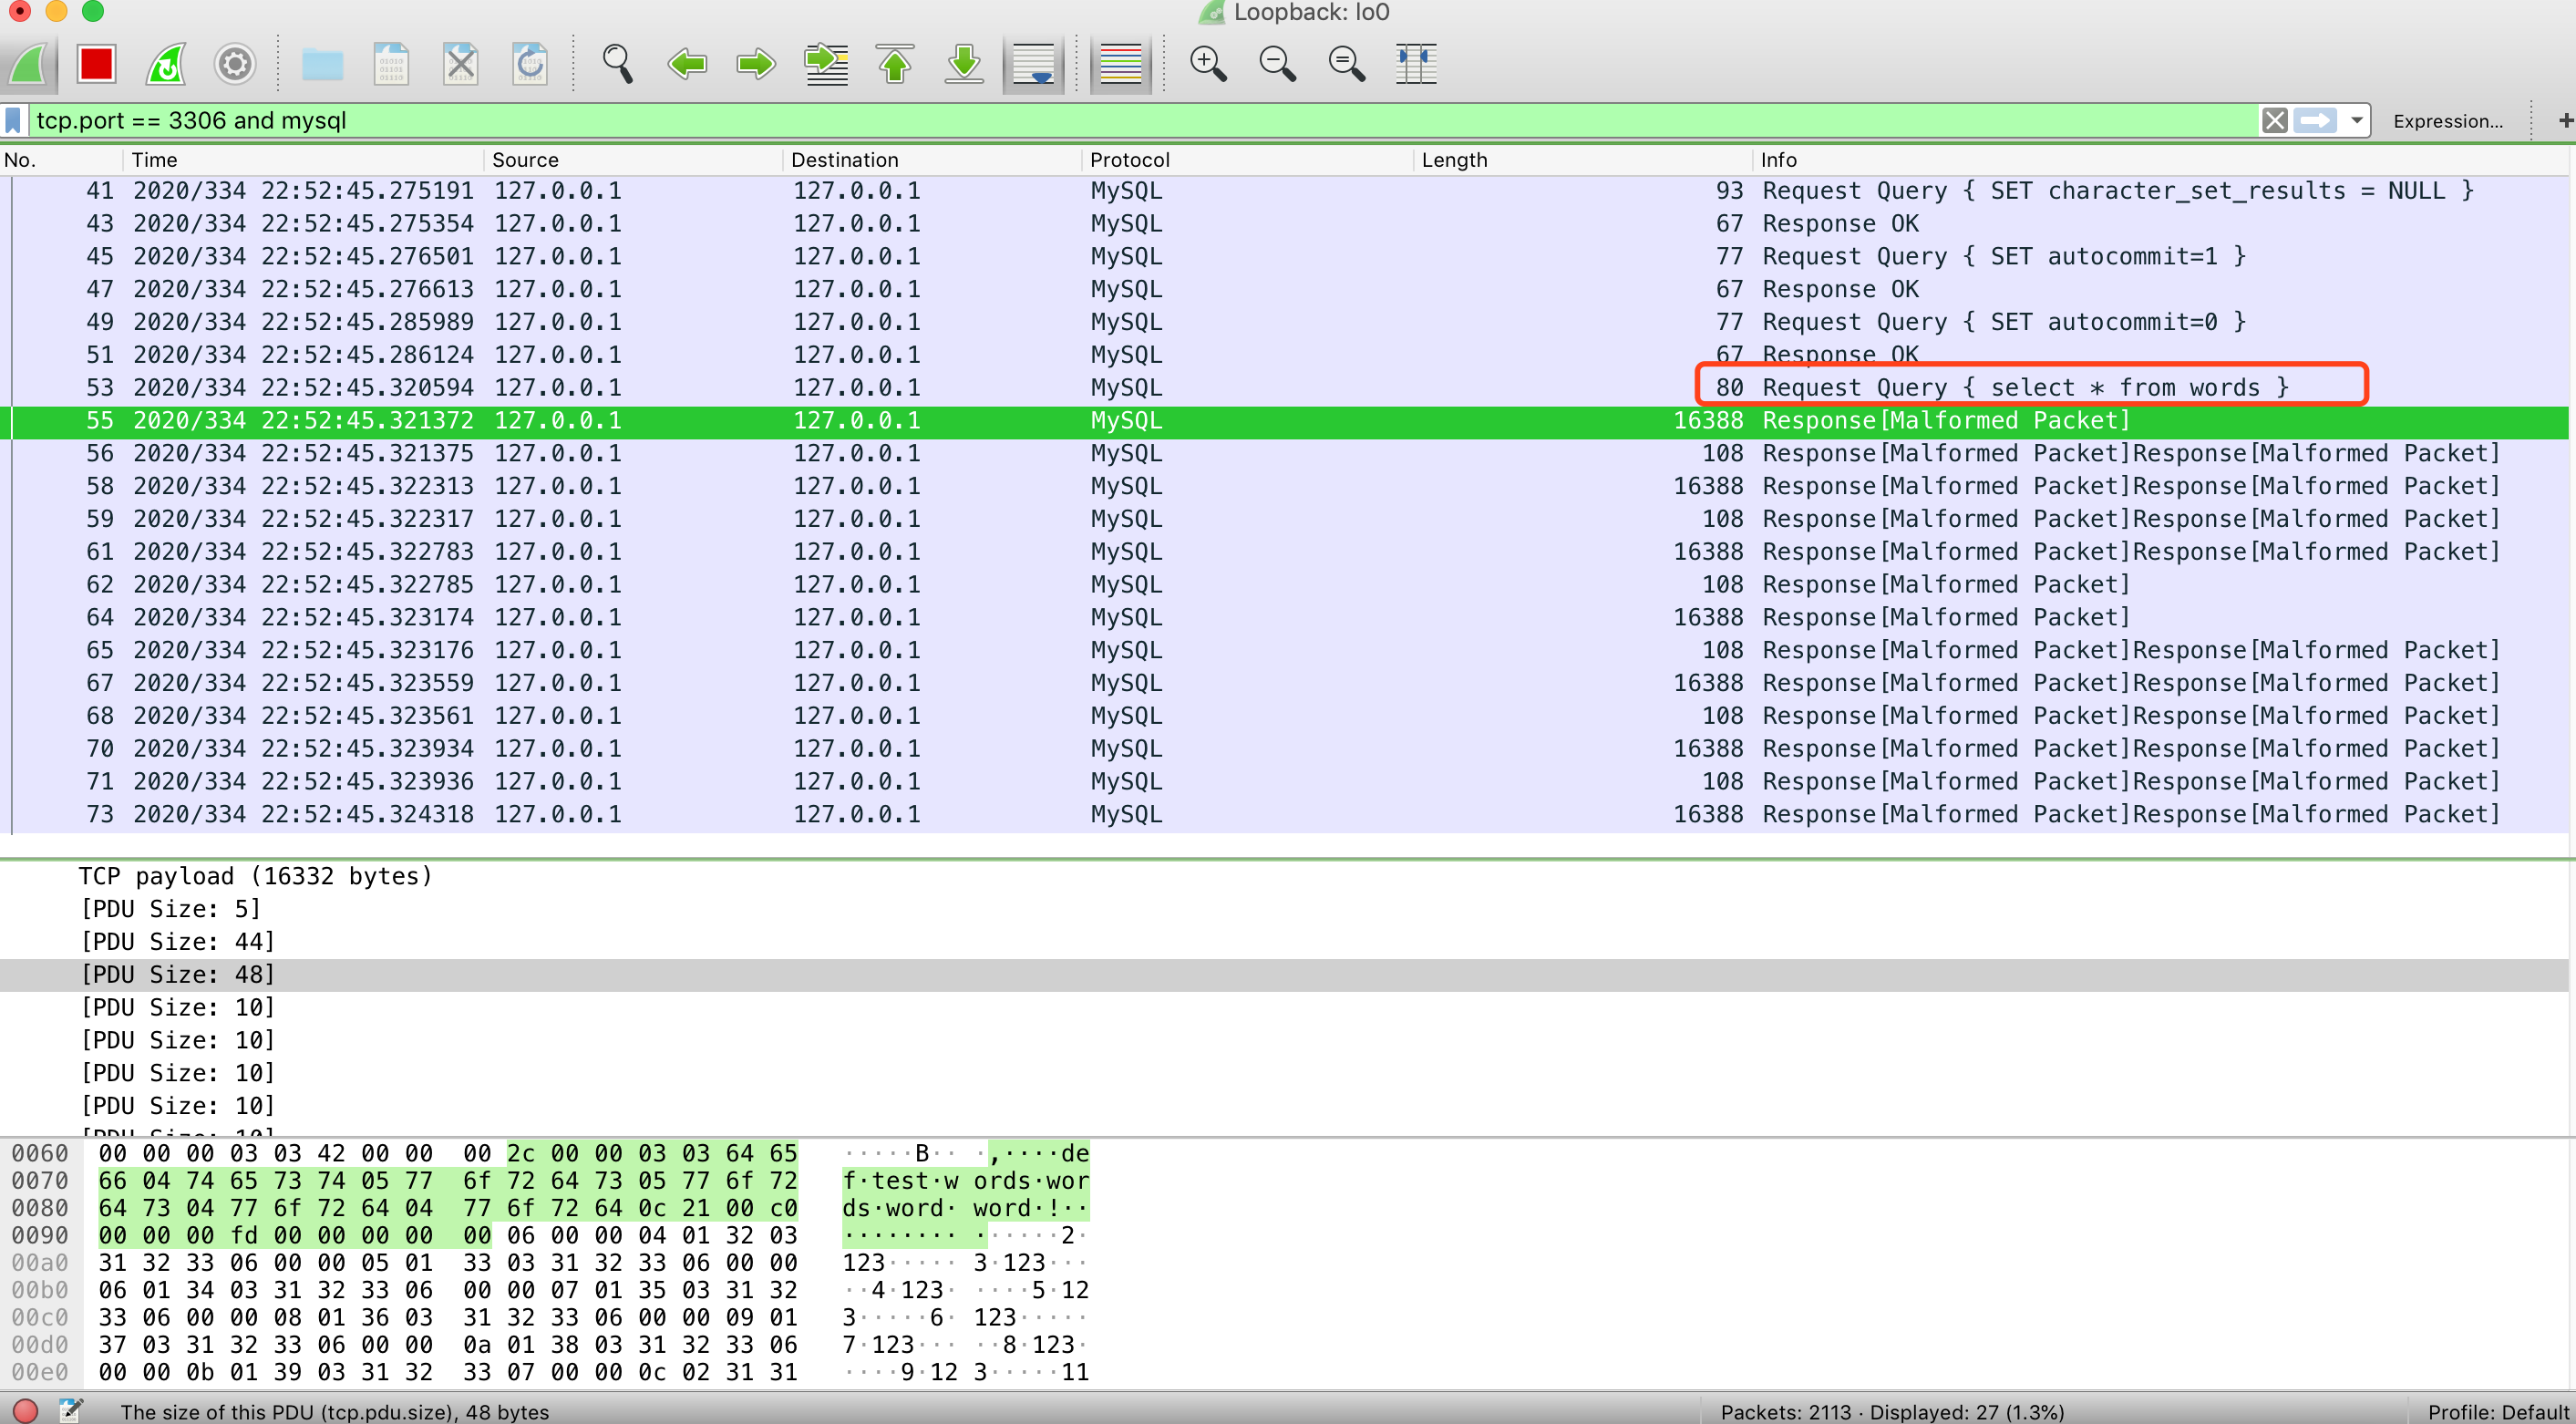 Loopback: lo0
tcp.port == 3306 and mysql Expression... +
No. Time Source Destination Protocol Length Info
41 2020/334 22:52:45.275191 127.0.0.1 127.0.0.1 MySQL 93 Request Query { SET character_set_results = NULL }
43 2020/334 22:52:45.275354 127.0.0.1 127.0.0.1 MySQL 67 Response OK
45 2020/334 22:52:45.276501 127.0.0.1 127.0.0.1 MySQL 77 Request Query { SET autocommit=1 }
47 2020/334 22:52:45.276613 127.0.0.1 127.0.0.1 MySQL 67 Response OK
49 2020/334 22:52:45.285989 127.0.0.1 127.0.0.1 MySQL 77 Request Query { SET autocommit=0 }
51 2020/334 22:52:45.286124 127.0.0.1 127.0.0.1 MySQL 67 Response OK
53 2020/334 22:52:45.320594 127.0.0.1 127.0.0.1 MySQL 80 Request Query { select * from words }
55 2020/334 22:52:45.321372 127.0.0.1 127.0.0.1 MySQL 16388 Response[Malformed Packet]
56 2020/334 22:52:45.321375 127.0.0.1 127.0.0.1 MySQL 108 Response[Malformed Packet]Response[Malformed Packet]
58 2020/334 22:52:45.322313 127.0.0.1 127.0.0.1 MySQL 16388 Response[Malformed Packet]Response[Malformed Packet]
59 2020/334 22:52:45.322317 127.0.0.1 127.0.0.1 MySQL 108 Response[Malformed Packet]Response[Malformed Packet]
61 2020/334 22:52:45.322783 127.0.0.1 127.0.0.1 MySQL 16388 Response[Malformed Packet]Response[Malformed Packet]
62 2020/334 22:52:45.322785 127.0.0.1 127.0.0.1 MySQL 108 Response[Malformed Packet]
64 2020/334 22:52:45.323174 127.0.0.1 127.0.0.1 MySQL 16388 Response[Malformed Packet]
65 2020/334 22:52:45.323176 127.0.0.1 127.0.0.1 MySQL 108 Response[Malformed Packet]Response[Malformed Packet]
67 2020/334 22:52:45.323559 127.0.0.1 127.0.0.1 MySQL 16388 Response[Malformed Packet]Response[Malformed Packet]
68 2020/334 22:52:45.323561 127.0.0.1 127.0.0.1 MySQL 108 Response[Malformed Packet]Response[Malformed Packet]
70 2020/334 22:52:45.323934 127.0.0.1 127.0.0.1 MySQL 16388 Response[Malformed Packet]Response[Malformed Packet]
71 2020/334 22:52:45.323936 127.0.0.1 127.0.0.1 MySQL 108 Response[Malformed Packet]Response[Malformed Packet]
73 2020/334 22:52:45.324318 127.0.0.1 127.0.0.1 MySQL 16388 Response[Malformed Packet]Response[Malformed Packet]
TCP payload (16332 bytes)
[PDU Size: 5]
[PDU Size: 44]
[PDU Size: 48]
[PDU Size: 10]
[PDU Size: 10]
[PDU Size: 10]
[PDU Size: 10]
[PDU Size: 10]
0060 00 00 00 03 03 42 00 00 00 2c 00 00 03 03 64 65 ·····B·· ·,····de
0070 66 04 74 65 73 74 05 77 6f 72 64 73 05 77 6f 72 f·test·w ords·wor
0080 64 73 04 77 6f 72 64 04 77 6f 72 64 0c 21 00 c0 ds·word· word·!··
0090 00 00 00 fd 00 00 00 00 00 06 00 00 04 01 32 03 ········ ······2·
00a0 31 32 33 06 00 00 05 01 33 03 31 32 33 06 00 00 123····· 3·123···
00b0 06 01 34 03 31 32 33 06 00 00 07 01 35 03 31 32 ··4·123· ····5·12
00c0 33 06 00 00 08 01 36 03 31 32 33 06 00 00 09 01 3·····6· 123·····
00d0 37 03 31 32 33 06 00 00 0a 01 38 03 31 32 33 06 7·123··· ··8·123·
00e0 00 00 0b 01 39 03 31 32 33 07 00 00 0c 02 31 31 ····9·12 3·····11
The size of this PDU (tcp.pdu.size), 48 bytes Packets: 2113 · Displayed: 27 (1.3%) Profile: Default